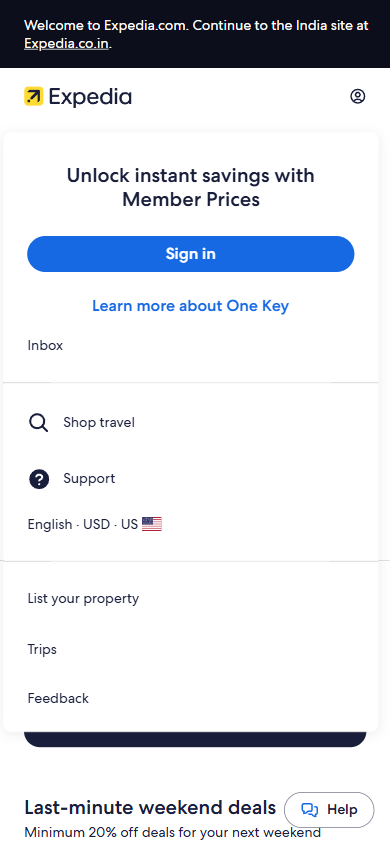 Welcome to Expedia.com. Continue to the India site at
Expedia.co.in.
Expedia
Unlock instant savings with
Member Prices
Sign in
Learn more about One Key
Inbox
Shop travel
Support
English · USD · US
List your property
Trips
Feedback
Last-minute weekend deals
Help
Minimum 20% off deals for your next weekend